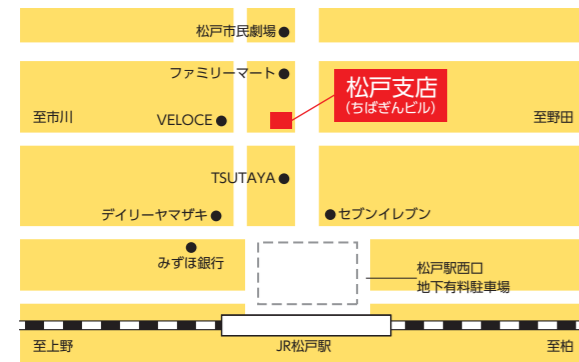 松戸市民劇場
ファミリーマート
松戸支店
(ちばぎんビル)
至市川
VELOCE
至野田
TSUTAYA
デイリーヤマザキ
セブンイレブン
みずほ銀行
松戸駅西口
地下有料駐車場
至上野
JR松戸駅
至柏